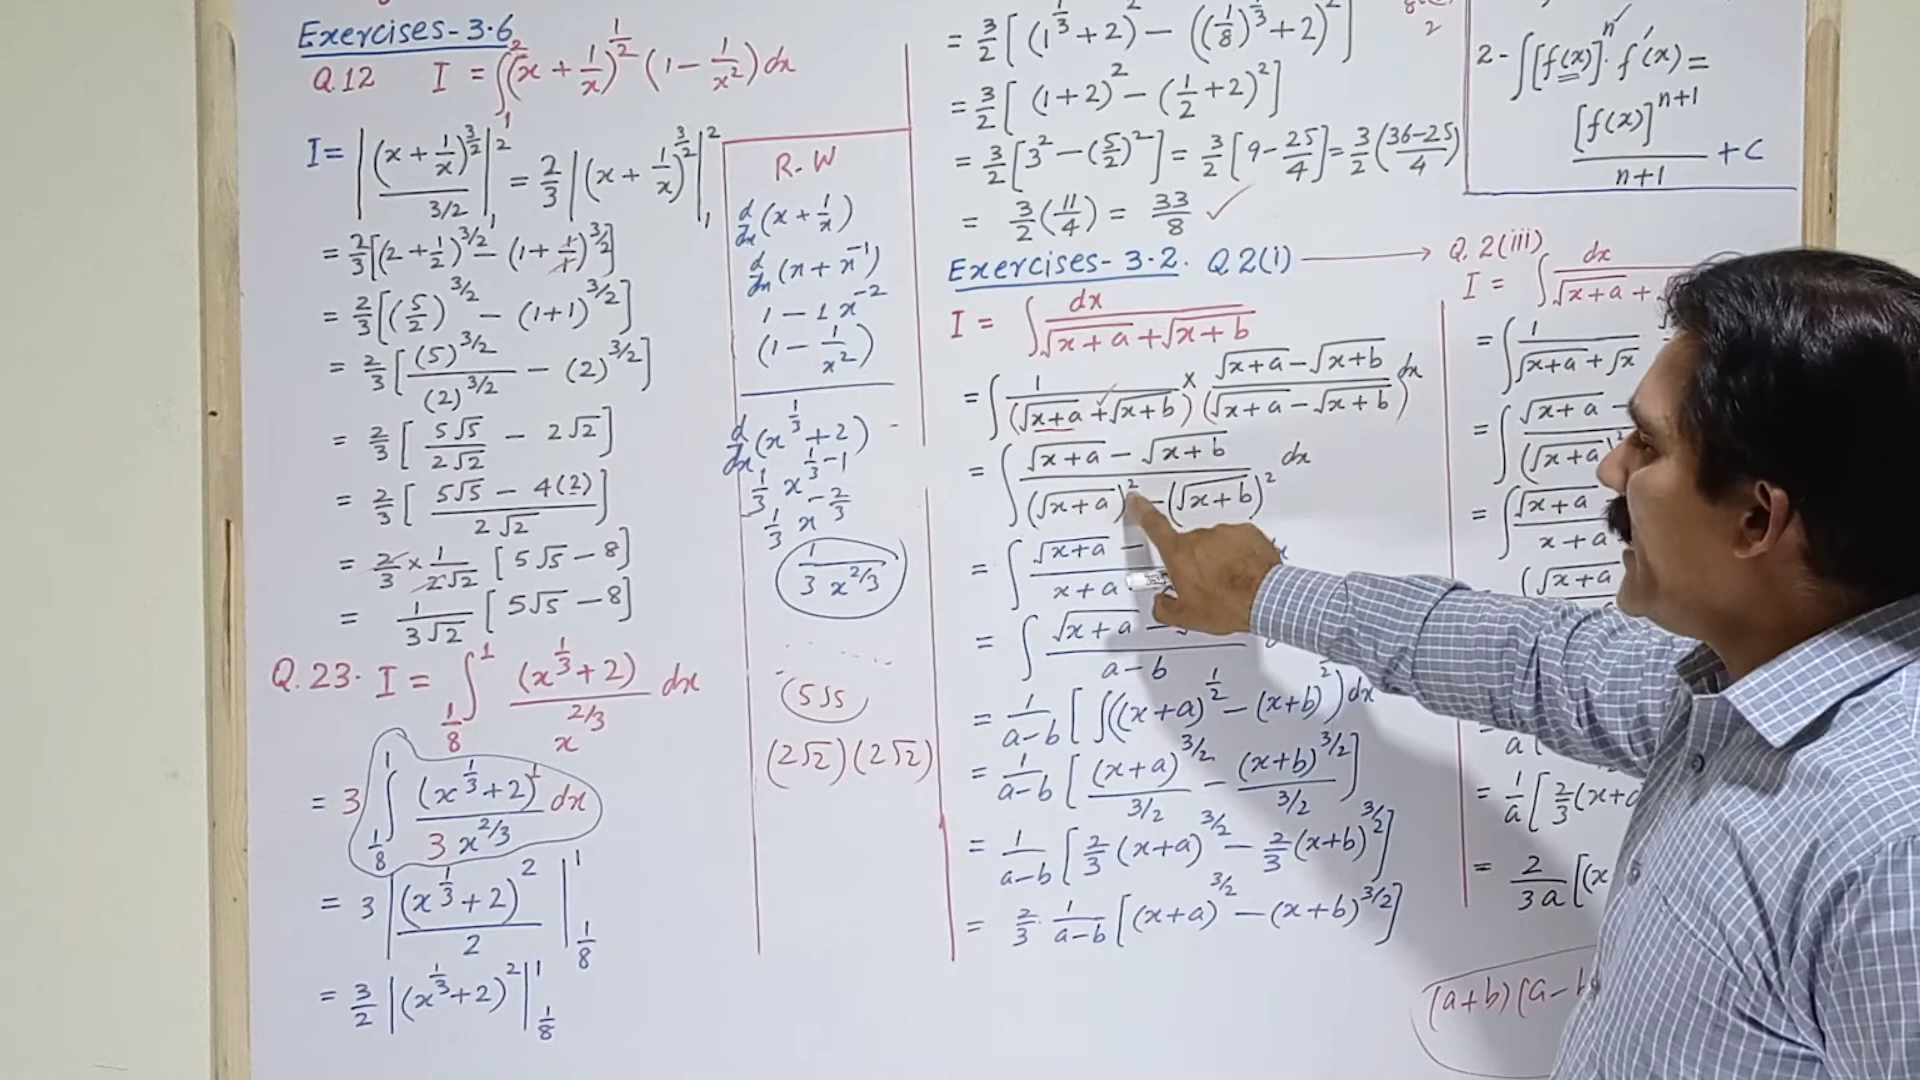 Exercises-3.6
Q.12 I = ∫₁² (x + 1/x)^(1/2) (1 - 1/x²) dx
I = |(x + 1/x)^(3/2) / (3/2)|₁² = 2/3 |(x + 1/x)^(3/2)|₁²
= 2/3 [(2 + 1/2)^(3/2) - (1 + 1/1)^(3/2)]
= 2/3 [(5/2)^(3/2) - (1+1)^(3/2)]
= 2/3 [(5)^(3/2) / (2)^(3/2) - (2)^(3/2)]
= 2/3 [5√5 / 2√2 - 2√2]
= 2/3 [(5√5 - 4(2)) / 2√2]
= 2/3 × 1/2√2 [5√5 - 8]
= 1/3√2 [5√5 - 8]
Q.23. I = ∫_(1/8)^1 (x^(1/3) + 2) / x^(2/3) dx
= 3 ∫_(1/8)^1 (x^(1/3) + 2)^1 / 3 x^(2/3) dx
= 3 |(x^(1/3) + 2)² / 2|_(1/8)^1
= 3/2 |(x^(1/3) + 2)²|_(1/8)^1
R.W
d/dx (x + 1/x)
d/dx (x + x^-1)
1 - 1 x^-2
(1 - 1/x²)
d/dx (x^(1/3) + 2)
1/3 x^(1/3 - 1)
1/3 x^(-2/3)
1 / 3 x^(2/3)
(5√5)
(2√2)(2√2)
= 3/2 [(1^(1/3) + 2)² - ((1/8)^(1/3) + 2)²]
= 3/2 [(1+2)² - (1/2 + 2)²]
= 3/2 [3² - (5/2)²] = 3/2 [9 - 25/4] = 3/2 ((36-25)/4)
= 3/2 (11/4) = 33/8 ✓
Exercises-3.2. Q2(i) → Q.2(iii)
I = ∫ dx / (√(x+a) + √(x+b))
= ∫ 1 / (√(x+a) + √(x+b)) × (√(x+a) - √(x+b)) / (√(x+a) - √(x+b)) dx
= ∫ (√(x+a) - √(x+b)) / ((√(x+a))² - (√(x+b))²) dx
= ∫ √(x+a) - / x+a
= ∫ √(x+a) - / a-b
= 1/(a-b) [∫((x+a)^(1/2) - (x+b)^(1/2)) dx
= 1/(a-b) [(x+a)^(3/2) / (3/2) - (x+b)^(3/2) / (3/2)]
= 1/(a-b) [2/3 (x+a)^(3/2) - 2/3 (x+b)^(3/2)]
= 2/3 · 1/(a-b) [(x+a)^(3/2) - (x+b)^(3/2)]
2 - ∫[f(x)]^n · f'(x) =
[f(x)]^(n+1) / (n+1) + C
I = ∫ dx / √(x+a) +
= ∫ 1 / (√(x+a) + √x)
= ∫ √(x+a) - / (√(x+a))²
= ∫ √(x+a) / x+a
(√(x+a)
= 1/a [2/3 (x+a
= 2/3a [(x
(a+b)(a-b